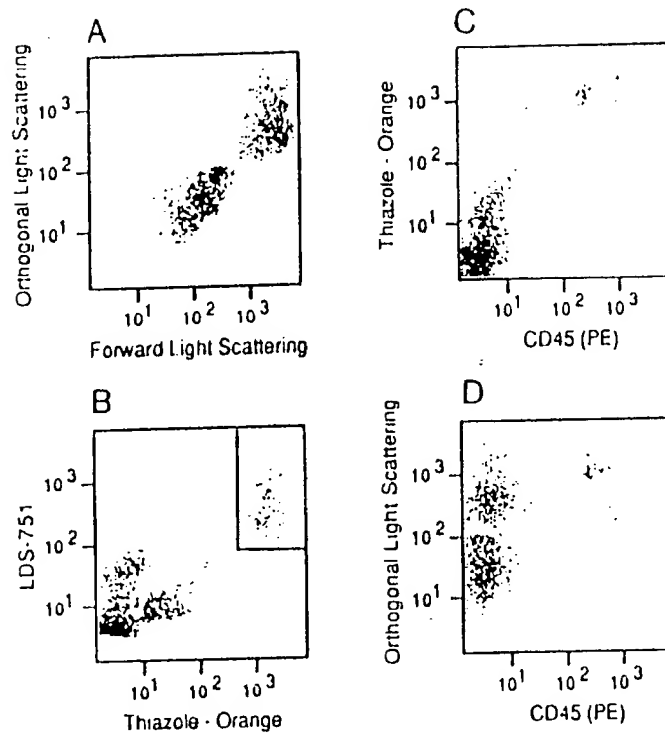 A
Orthogonal Light Scattering
10³
10²
10¹
10¹ 10² 10³
Forward Light Scattering
B
LDS-751
10³
10²
10¹
10¹ 10² 10³
Thiazole - Orange
C
Thiazole - Orange
10³
10²
10¹
10¹ 10² 10³
CD45 (PE)
D
Orthogonal Light Scattering
10³
10²
10¹
10¹ 10² 10³
CD45 (PE)